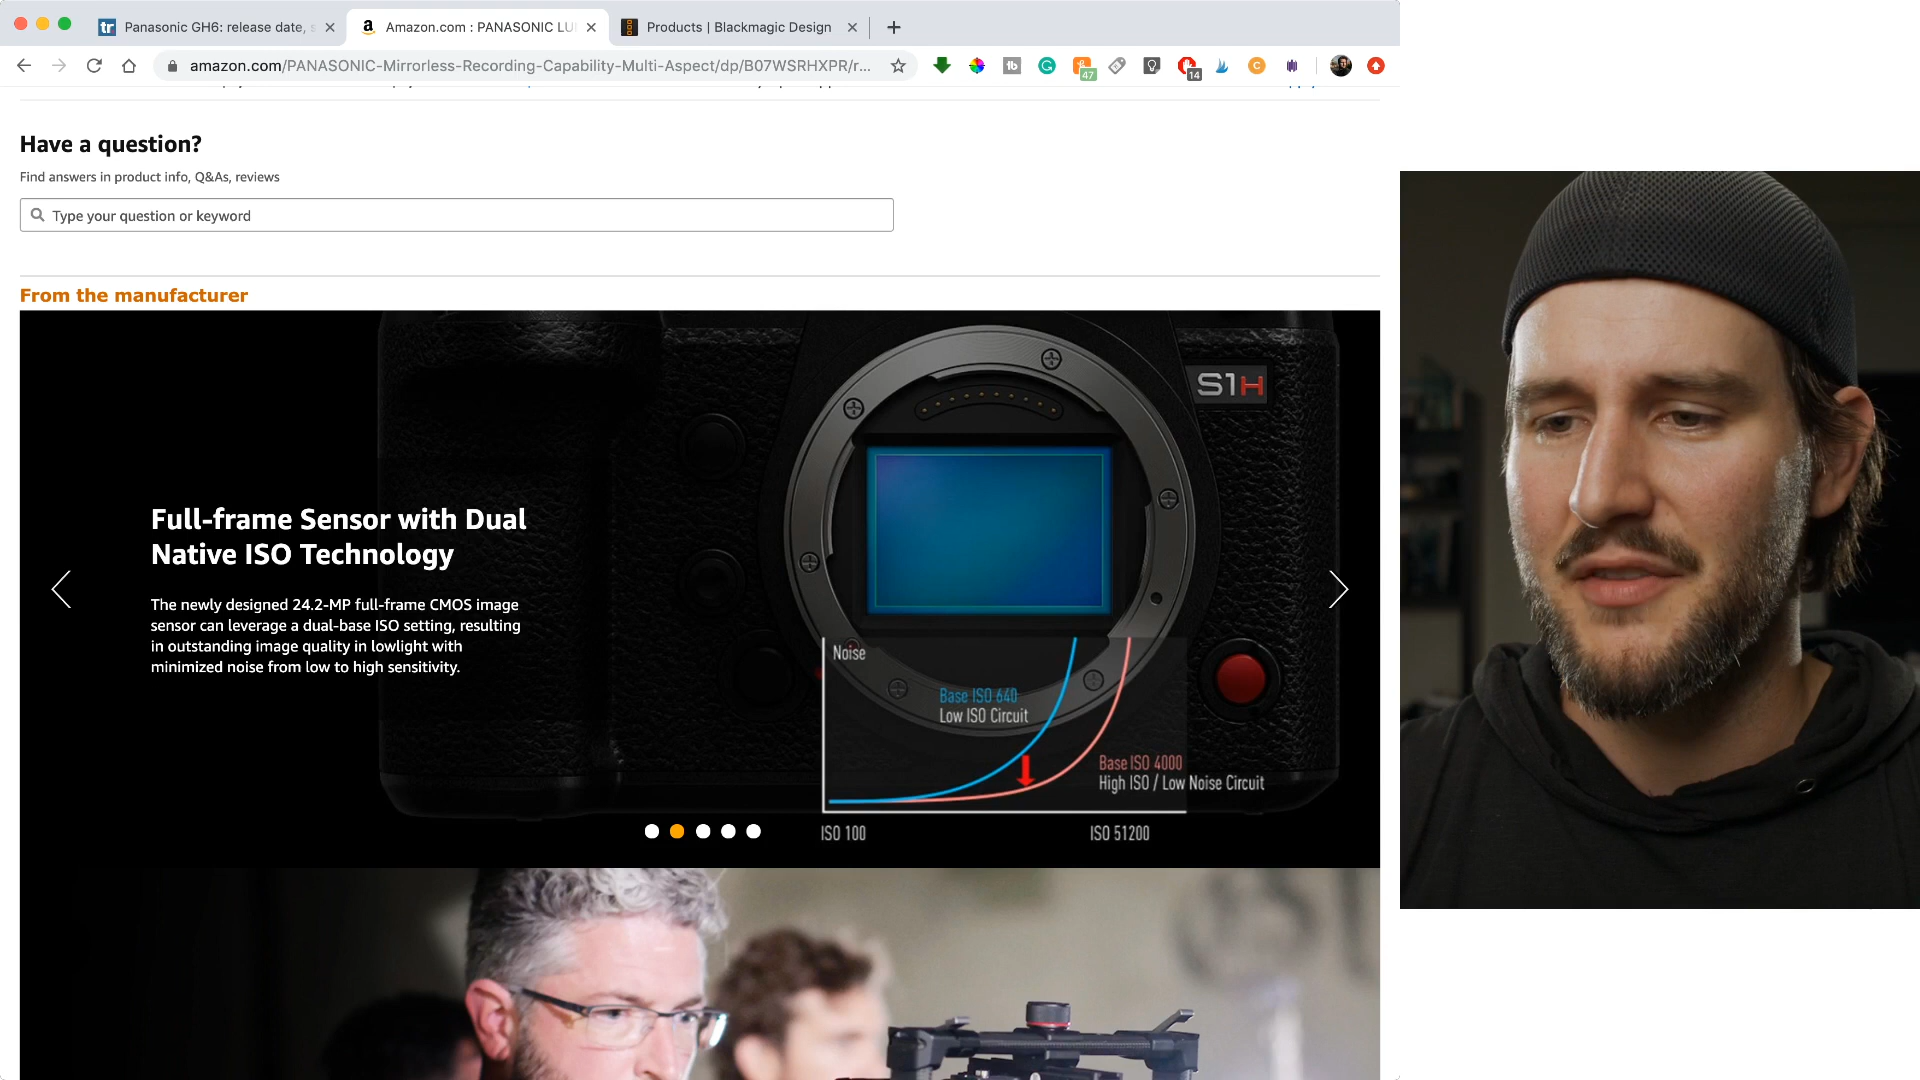 tr Panasonic GH6: release date, s
a Amazon.com : PANASONIC LU
Products | Blackmagic Design
amazon.com/PANASONIC-Mirrorless-Recording-Capability-Multi-Aspect/dp/B07WSRHXPR/r...
47
14
Have a question?
Find answers in product info, Q&As, reviews
Type your question or keyword
From the manufacturer
S1H
Full-frame Sensor with Dual
Native ISO Technology
The newly designed 24.2-MP full-frame CMOS image
sensor can leverage a dual-base ISO setting, resulting
in outstanding image quality in lowlight with
minimized noise from low to high sensitivity.
Noise
Base ISO 640
Low ISO Circuit
Base ISO 4000
High ISO / Low Noise Circuit
ISO 100
ISO 51200